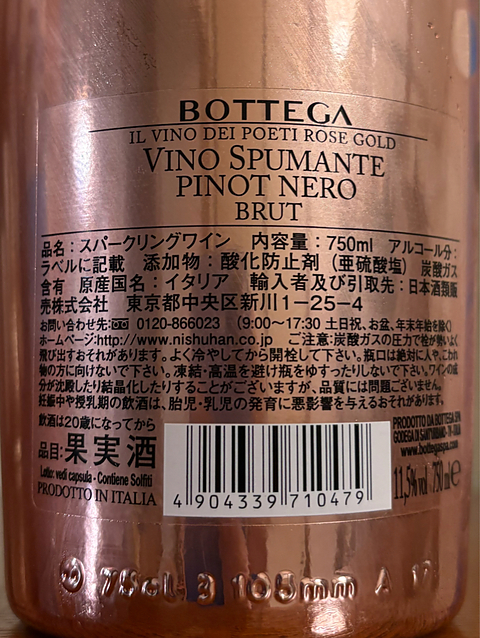 BOTTEGA
IL VINO DEI POETI ROSE GOLD
VINO SPUMANTE
PINOT NERO
BRUT
品名：スパークリングワイン　内容量：750ml　アルコール分：
ラベルに記載　添加物：酸化防止剤（亜硫酸塩）　炭酸ガス
含有　原産国名：イタリア　輸入者及び引取先：日本酒類販
売株式会社　東京都中央区新川1-25-4
お問い合わせ先:0120-866023　(9:00〜17:30 土日祝、お盆、年末年始を除く)
ホームページ:http://www.nishuhan.co.jp　ご注意:炭酸ガスの圧力で栓が勢いよく
飛び出すおそれがあります。よく冷やしてから開栓して下さい。瓶口は絶対に人や、こわれ
物の方に向けないで下さい。凍結・高温を避け瓶をゆすったりしないで下さい。ワインの成
分が沈殿したり結晶化したりすることがございますが、品質には問題ございません。
妊娠中や授乳期の飲酒は、胎児・乳児の発育に悪影響を与えるおそれがあります。
飲酒は20歳になってから
品目:果実酒
Lotto: vedi capsula - Contiene Solfiti
PRODOTTO IN ITALIA
4 904339 710479
PRODOTTO DA BOTTEGA SPA
GODEGA DI SANT'URBANO - TV - ITALIA
www.bottegaspa.com
11,5% vol 750 ml e
75cl 3 103mm A